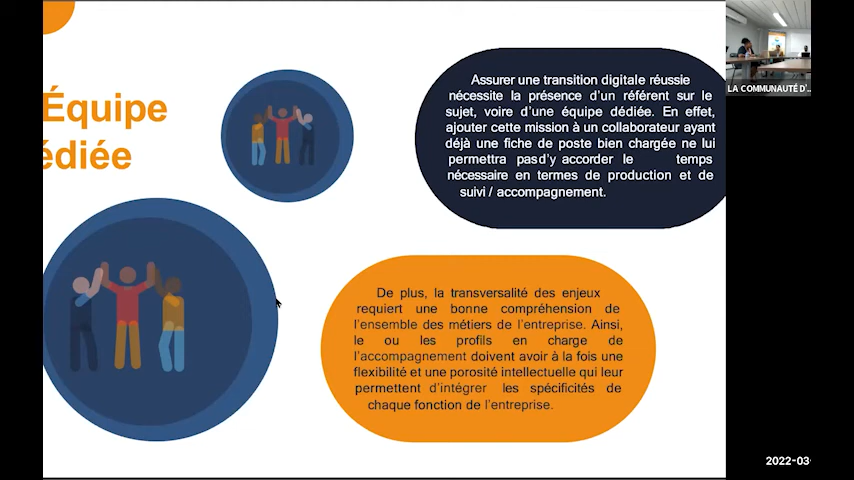 Équipe
édiée
Assurer une transition digitale réussie
nécessite la présence d'un référent sur le
sujet, voire d'une équipe dédiée. En effet,
ajouter cette mission à un collaborateur ayant
déjà une fiche de poste bien chargée ne lui
permettra pas d'y accorder le temps
nécessaire en termes de production et de
suivi / accompagnement.
De plus, la transversalité des enjeux
requiert une bonne compréhension de
l'ensemble des métiers de l'entreprise. Ainsi,
le ou les profils en charge de
l'accompagnement doivent avoir à la fois une
flexibilité et une porosité intellectuelle qui leur
permettent d'intégrer les spécificités de
chaque fonction de l'entreprise.
LA COMMUNAUTÉ D'...
2022-03